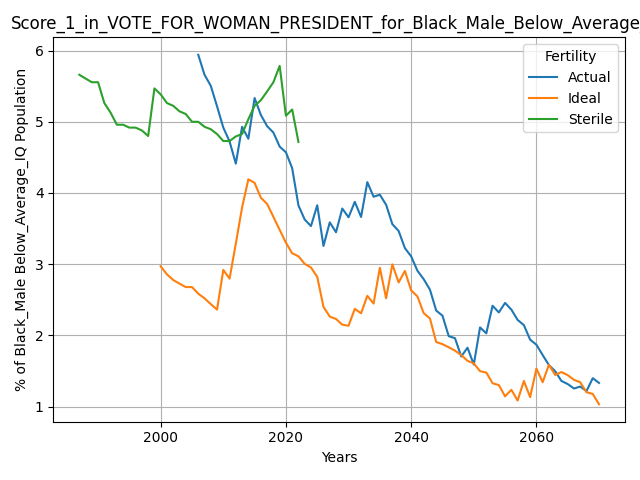 Score_1_in_VOTE_FOR_WOMAN_PRESIDENT_for_Black_Male_Below_Average
% of Black_Male Below_Average_IQ Population
6
5
4
3
2
1
Fertility
Actual
Ideal
Sterile
2000
2020
2040
2060
Years